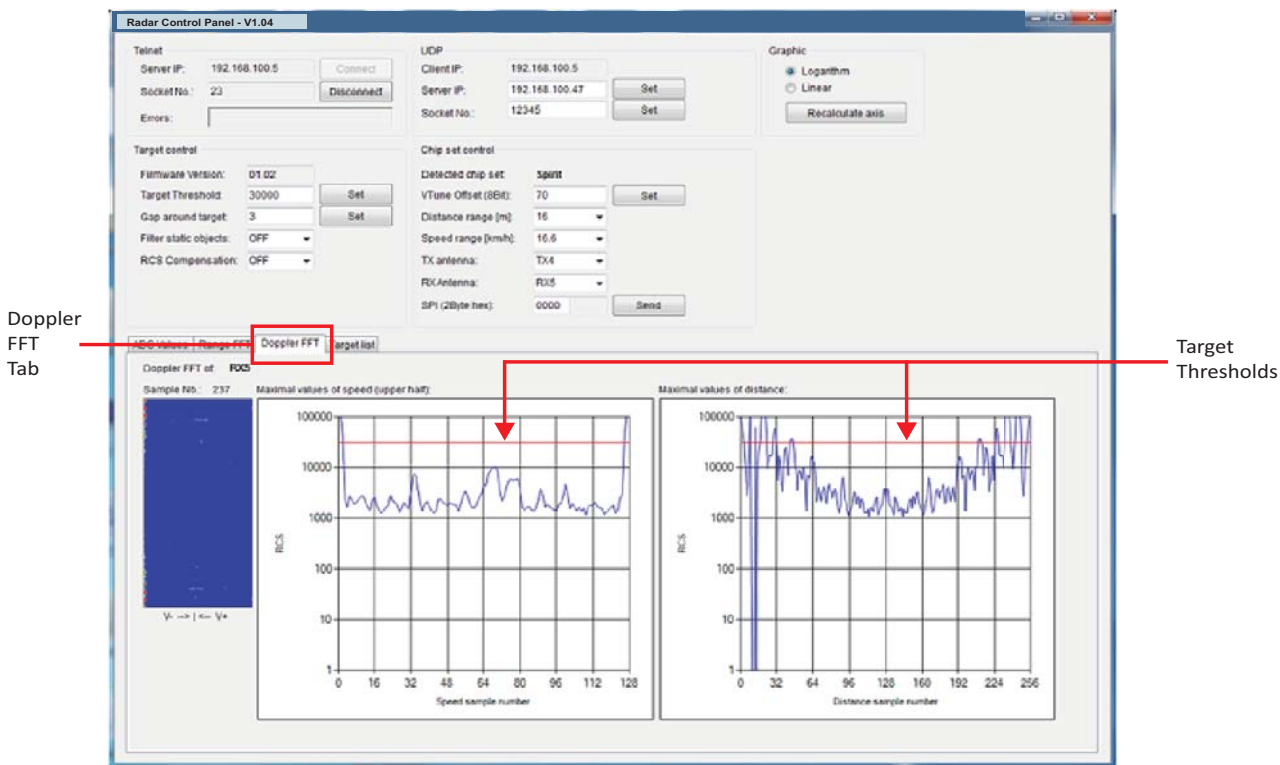 Radar Control Panel - V1.04
Telnet
Server IP: 192.168.100.5 Connect
Socket No.: 23 Disconnect
Errors:
UDP
Client IP: 192.168.100.5
Server IP: 192.168.100.47 Set
Socket No.: 12345 Set
Graphic
Logarithm
Linear
Recalculate axis
Target control
Firmware Version: 01.02
Target Threshold: 30000 Set
Gap around target: 3 Set
Filter static objects: OFF
RCS Compensation: OFF
Chip set control
Detected chip set: Spirit
VTune Offset (8Bit): 70 Set
Distance range [m]: 16
Speed range [km/h]: 16.6
TX antenna: TX4
RX Antenna: RX5
SPI (2Byte hex): 0000 Send
Doppler
FFT
Tab
ADC Values Range FFT Doppler FFT Target list
Target
Thresholds
Doppler FFT of RX5
Sample No.: 237
V- --> | <-- V+
Maximal values of speed (upper half):
100000
10000
1000
100
10
1
RCS
0 16 32 48 64 80 96 112 128
Speed sample number
Maximal values of distance:
100000
10000
1000
100
10
1
RCS
0 32 64 96 128 160 192 224 256
Distance sample number